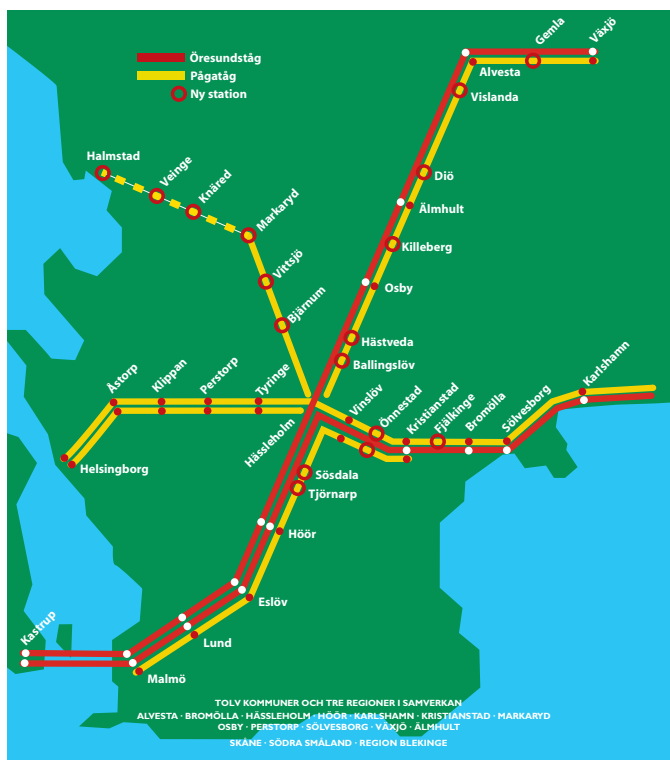 Öresundståg
Pågatåg
Ny station
Gemla
Växjö
Alvesta
Vislanda
Halmstad
Veinge
Knäred
Markaryd
Diö
Älmhult
Killeberg
Vittsjö
Osby
Bjärnum
Hästveda
Ballingslöv
Åstorp
Klippan
Perstorp
Tyringe
Vinslöv
Önnestad
Kristianstad
Fjälkinge
Bromölla
Sölvesborg
Karlshamn
Helsingborg
Hässleholm
Sösdala
Tjörnarp
Höör
Eslöv
Kastrup
Lund
Malmö
TOLV KOMMUNER OCH TRE REGIONER I SAMVERKAN
ALVESTA · BROMÖLLA · HÄSSLEHOLM · HÖÖR · KARLSHAMN · KRISTIANSTAD · MARKARYD
OSBY · PERSTORP · SÖLVESBORG · VÄXJÖ · ÄLMHULT
SKÅNE · SÖDRA SMÅLAND · REGION BLEKINGE